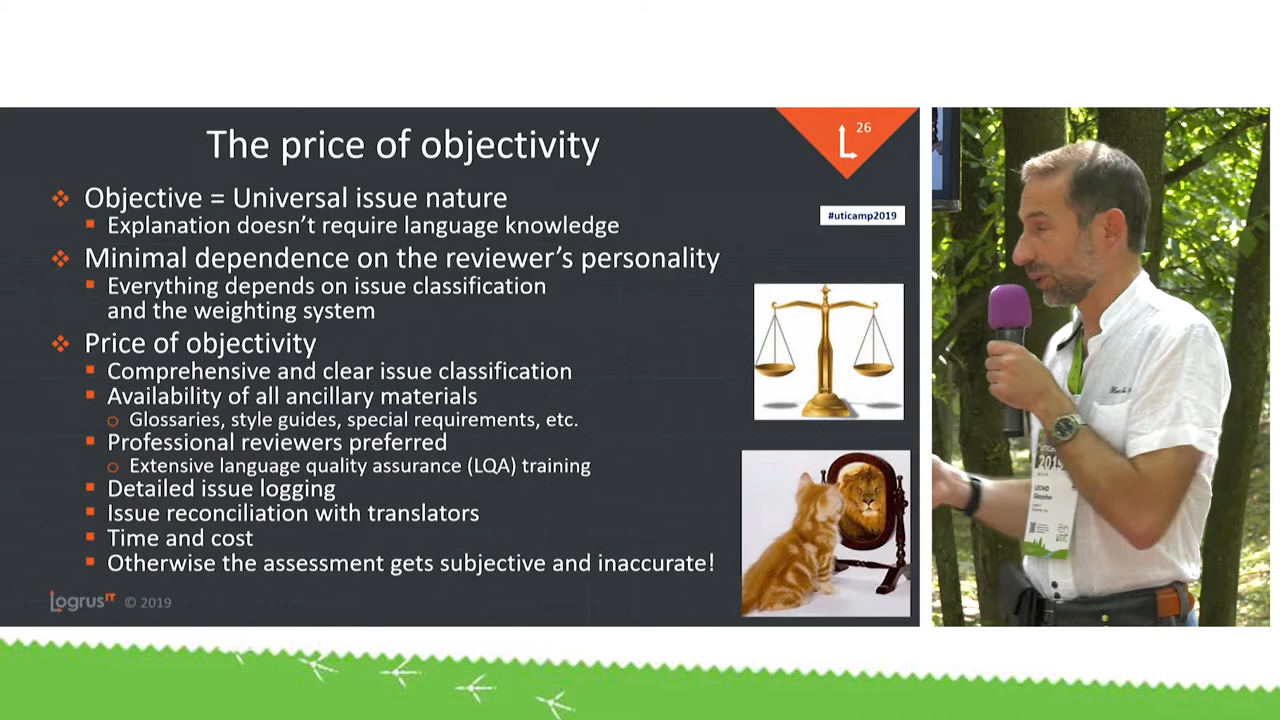 The price of objectivity
26
#uticamp2019
Objective = Universal issue nature
Explanation doesn't require language knowledge
Minimal dependence on the reviewer's personality
Everything depends on issue classification
and the weighting system
Price of objectivity
Comprehensive and clear issue classification
Availability of all ancillary materials
Glossaries, style guides, special requirements, etc.
Professional reviewers preferred
Extensive language quality assurance (LQA) training
Detailed issue logging
Issue reconciliation with translators
Time and cost
Otherwise the assessment gets subjective and inaccurate!
LogrusIT © 2019
2019
LEONID
Glazychev